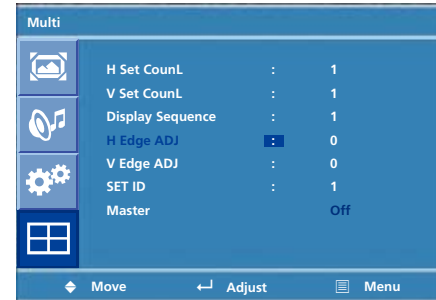 Multi
H Set CounL : 1
V Set CounL : 1
Display Sequence : 1
H Edge ADJ : 0
V Edge ADJ : 0
SET ID : 1
Master Off
Move Adjust Menu